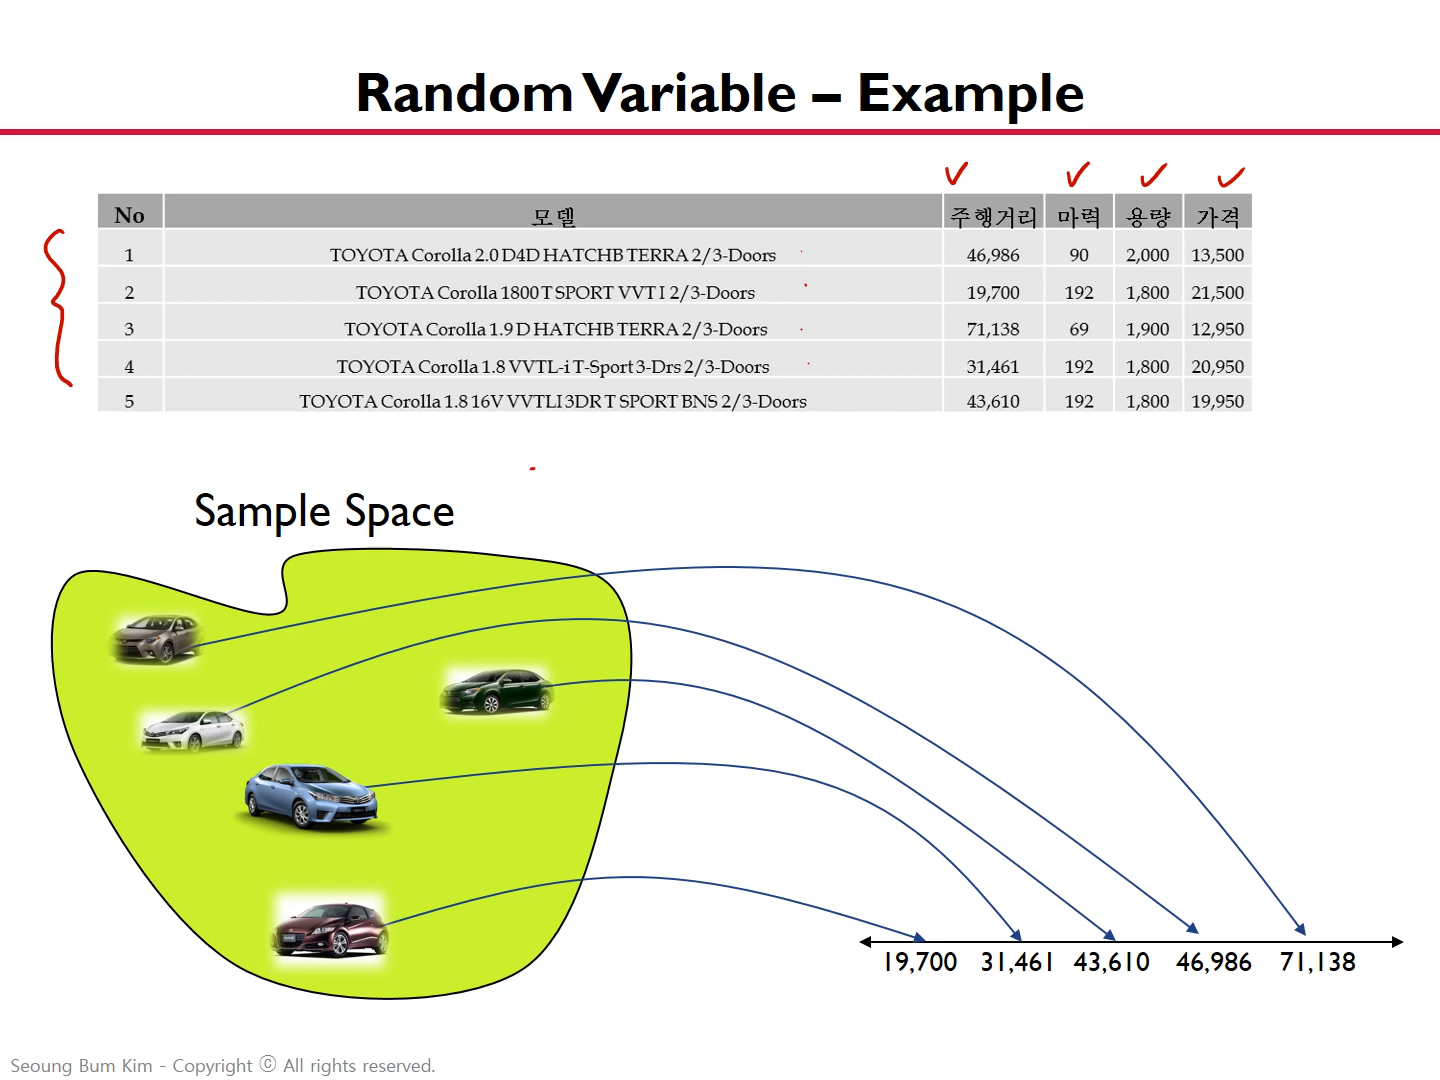 Random Variable – Example
No 모델 주행거리 마력 용량 가격
1 TOYOTA Corolla 2.0 D4D HATCHB TERRA 2/3-Doors 46,986 90 2,000 13,500
2 TOYOTA Corolla 1800 T SPORT VVT I 2/3-Doors 19,700 192 1,800 21,500
3 TOYOTA Corolla 1.9 D HATCHB TERRA 2/3-Doors 71,138 69 1,900 12,950
4 TOYOTA Corolla 1.8 VVTL-i T-Sport 3-Drs 2/3-Doors 31,461 192 1,800 20,950
5 TOYOTA Corolla 1.8 16V VVTLI 3DR T SPORT BNS 2/3-Doors 43,610 192 1,800 19,950
Sample Space
19,700 31,461 43,610 46,986 71,138
Seoung Bum Kim - Copyright ⓒ All rights reserved.